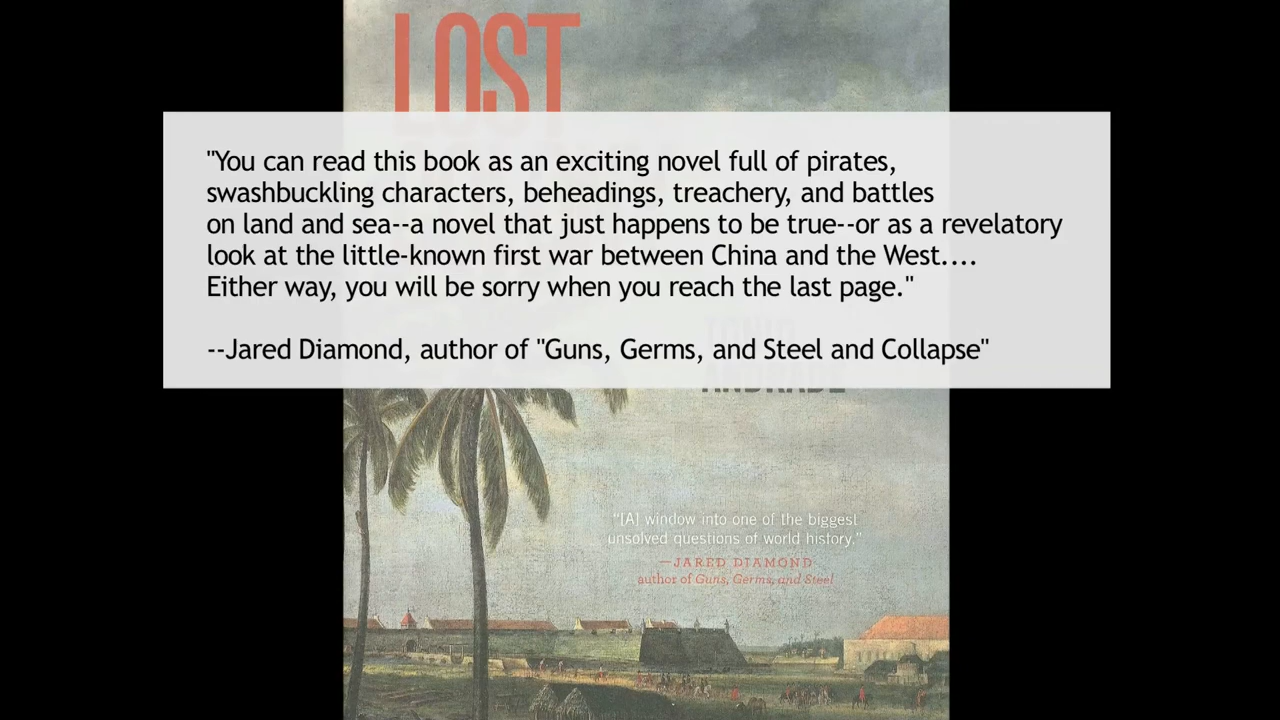 LOST
"You can read this book as an exciting novel full of pirates,
swashbuckling characters, beheadings, treachery, and battles
on land and sea--a novel that just happens to be true--or as a revelatory
look at the little-known first war between China and the West....
Either way, you will be sorry when you reach the last page."
--Jared Diamond, author of "Guns, Germs, and Steel and Collapse"
TONIO
ANDRADE
"[A] window into one of the biggest
unsolved questions of world history."
—JARED DIAMOND
author of Guns, Germs, and Steel